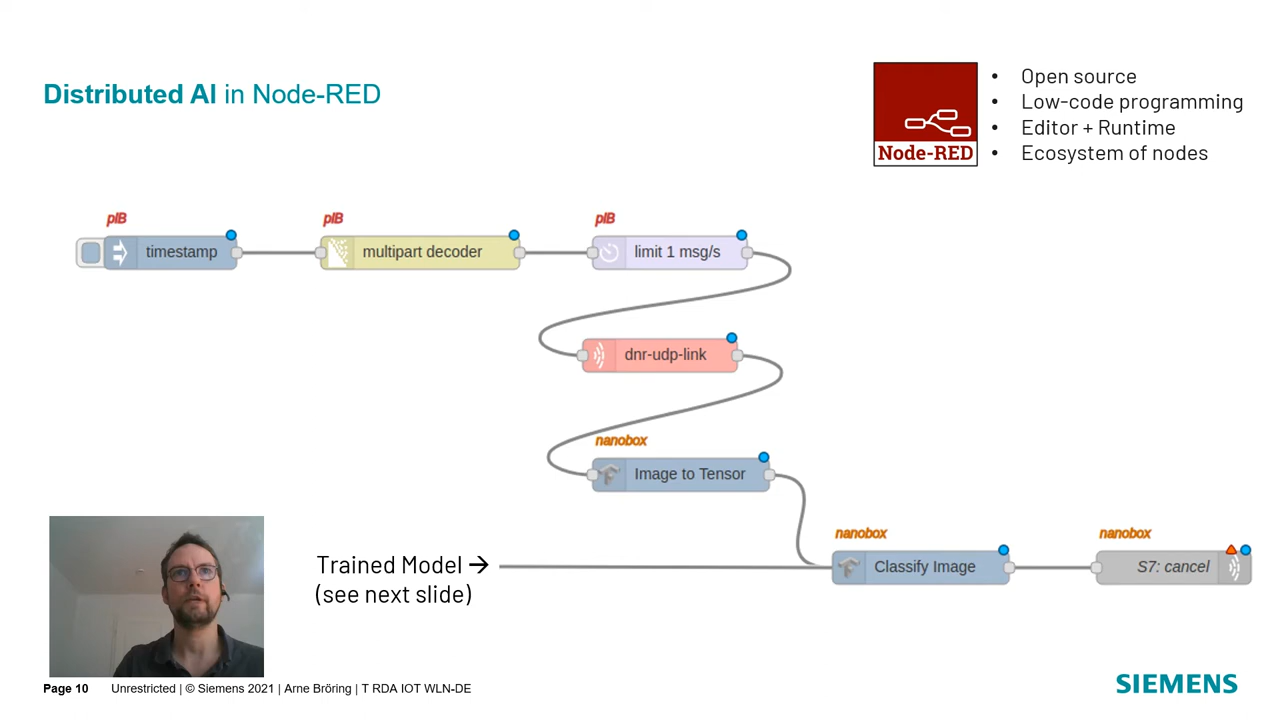 Distributed AI in Node-RED
Node-RED
• Open source
• Low-code programming
• Editor + Runtime
• Ecosystem of nodes
pIB
timestamp
pIB
multipart decoder
pIB
limit 1 msg/s
dnr-udp-link
nanobox
Image to Tensor
Trained Model →
(see next slide)
nanobox
Classify Image
nanobox
S7: cancel
Page 10 Unrestricted | © Siemens 2021 | Arne Bröring | T RDA IOT WLN-DE
SIEMENS